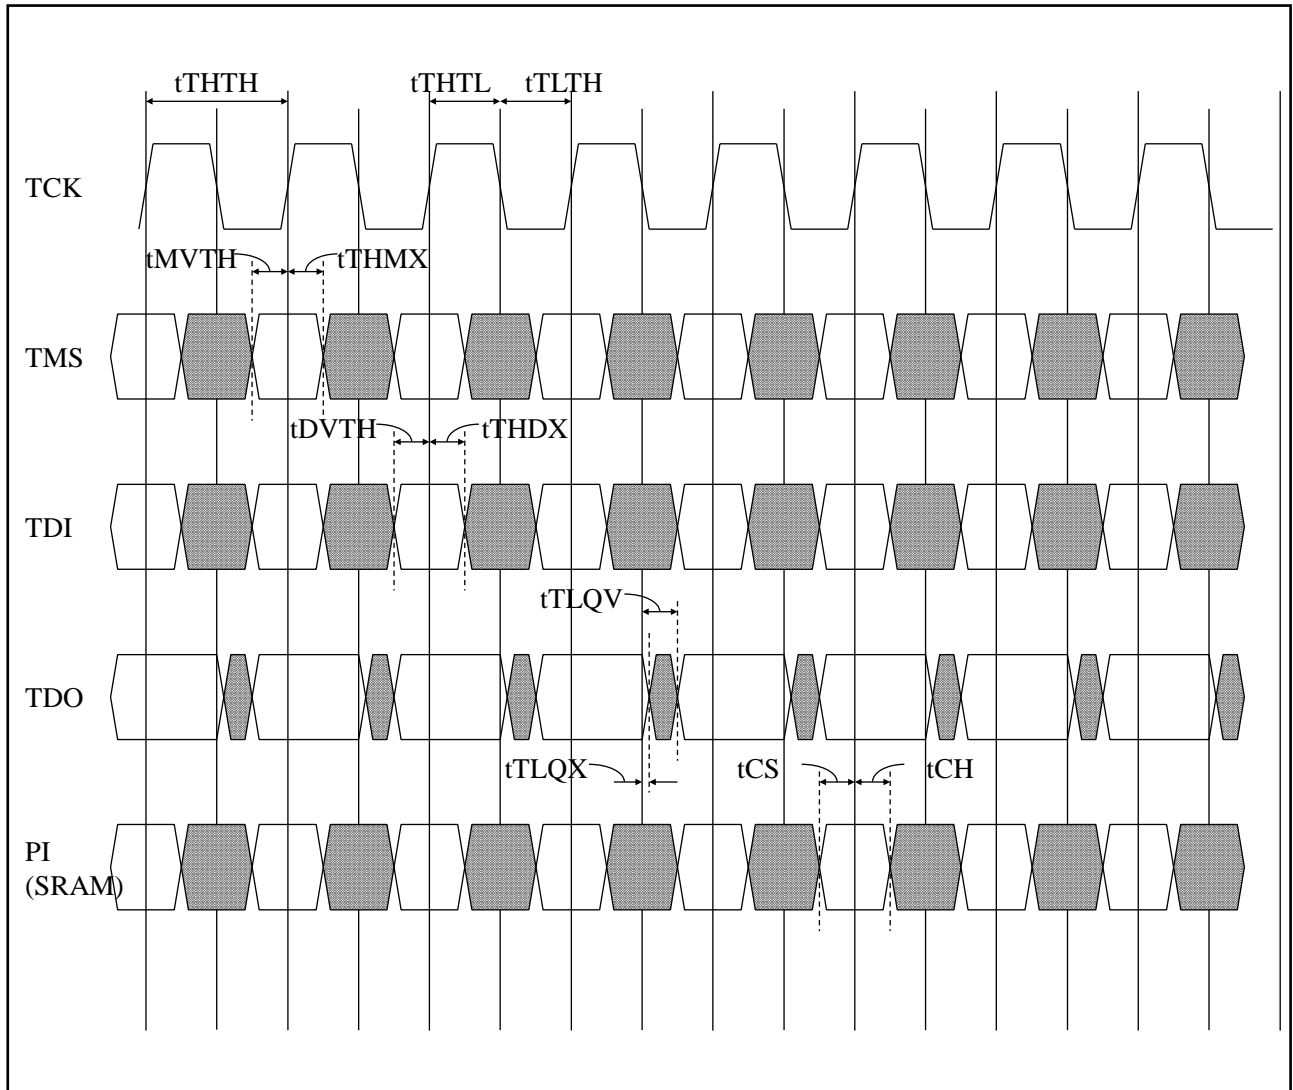 tTHTH
tTHTL
tTLTH
TCK
tMVTH
tTHMX
TMS
tDVTH
tTHDX
TDI
tTLQV
TDO
tTLQX
tCS
tCH
PI
(SRAM)